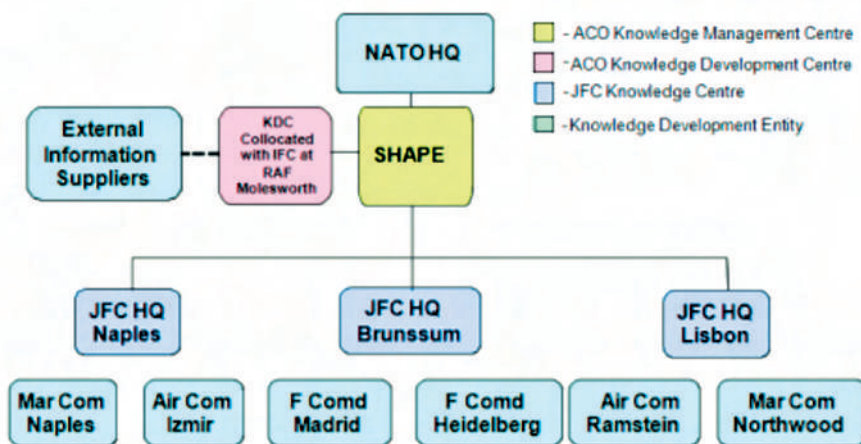 NATO HQ
- ACO Knowledge Management Centre
-ACO Knowledge Development Centre
-JFC Knowledge Centre
-Knowledge Development Entity
External
Information
Suppliers
KDC
Collocated
with IFC at
RAF
Molesworth
SHAPE
JFC HQ
Naples
JFC HQ
Brunssum
JFC HQ
Lisbon
Mar Com
Naples
Air Com
Izmir
F Comd
Madrid
F Comd
Heidelberg
Air Com
Ramstein
Mar Com
Northwood